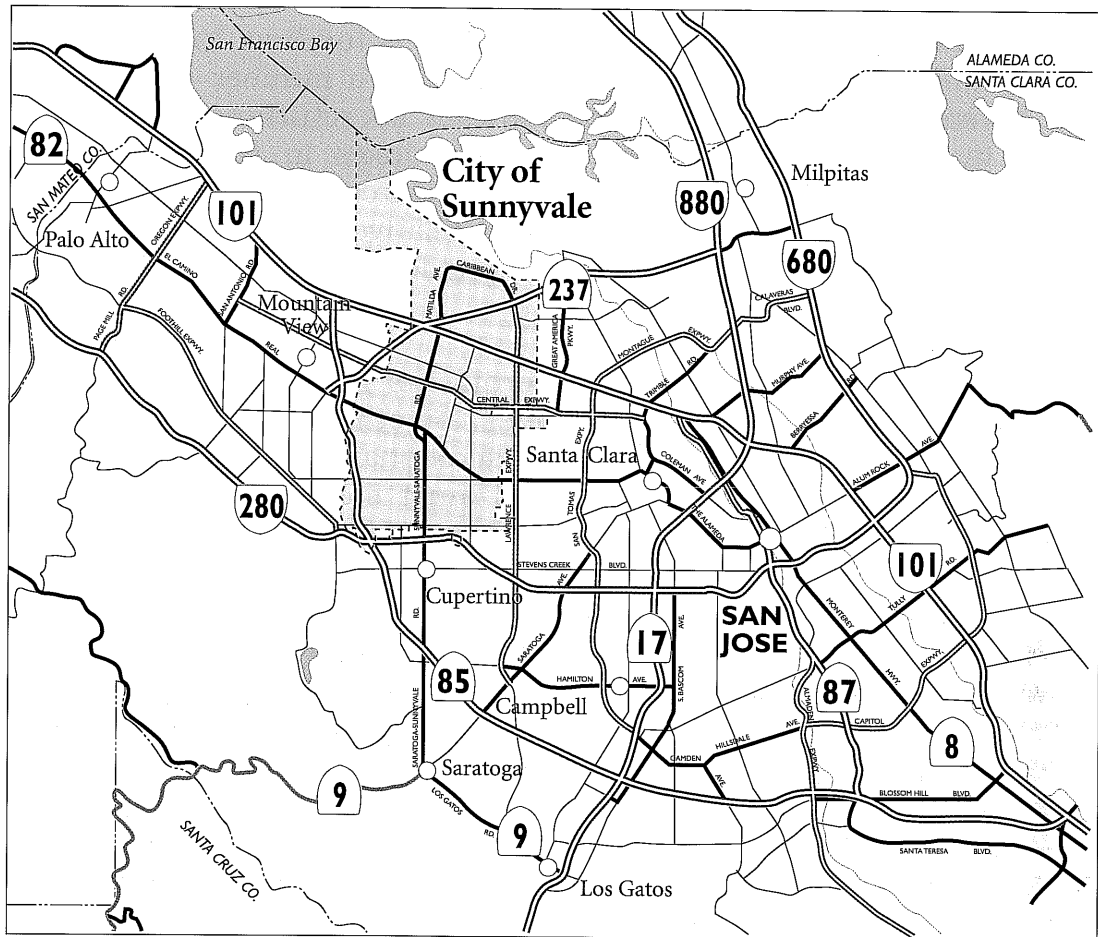 San Francisco Bay
ALAMEDA CO.
SANTA CLARA CO.
82
SAN MATEO CO.
City of
Sunnyvale
Milpitas
880
101
Palo Alto
OREGON EXPWY.
EL CAMINO
REAL
SAN ANTONIO RD
680
237
CARIBBEAN
MATILDA AVE.
Mountain
View
PAGE MILL RD.
FOOTHILL EXPWY.
GREAT AMERICA PKWY.
CALAVERAS BLVD.
MONTAGUE EXPWY.
TRIMBLE RD.
MURPHY AVE.
BERRYESSA RD.
CENTRAL EXPWY.
Santa Clara
COLEMAN AVE
ALUM ROCK AVE.
280
SUNNYVALE-SARATOGA RD.
LAWRENCE EXPWY.
SAN TOMAS EXPY.
THE ALAMEDA
101
STEVENS CREEK BLVD.
Cupertino
SAN
JOSE
MONTEREY HWY.
TULLY RD.
17
SARATOGA AVE.
HAMILTON AVE.
S. BASCOM AVE.
85
Campbell
87
ALMADEN EXPWY
CAPITOL EXPWY.
HILLSDALE AVE.
CAMDEN AVE.
8
SARATOGA-SUNNYVALE
Saratoga
9
LOS GATOS RD.
9
BLOSSOM HILL BLVD.
SANTA TERESA BLVD.
SANTA CRUZ CO.
Los Gatos